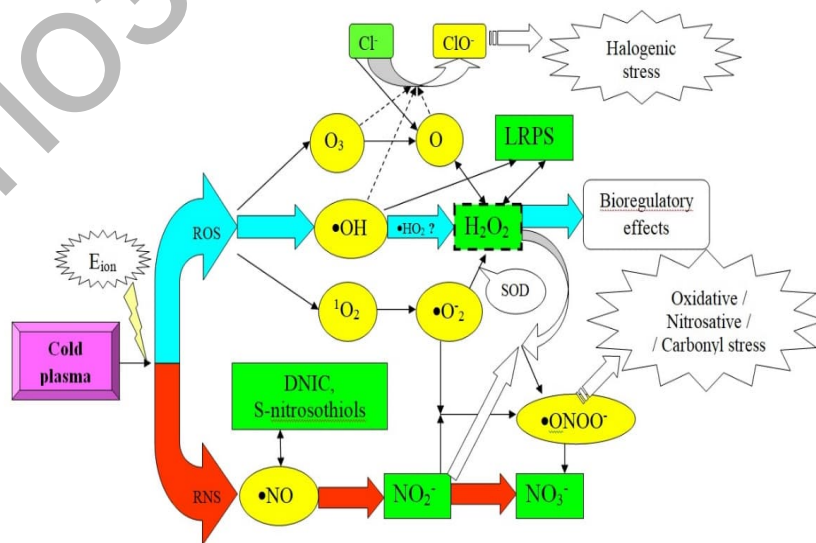 Cl⁻
ClO⁻
Halogenic
stress
O₃
O
LRPS
ROS
•OH
•HO₂ ?
H₂O₂
Bioregulatory
effects
Eᵢₒₙ
¹O₂
•O⁻₂
SOD
Oxidative /
Nitrosative /
/ Carbonyl stress
Cold
plasma
DNIC,
S-nitrosothiols
•ONOO⁻
RNS
•NO
NO₂⁻
NO₃⁻